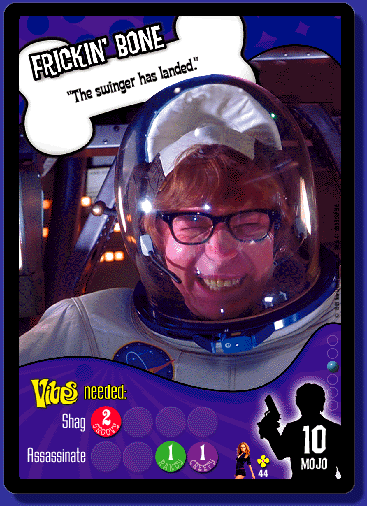 FRICKIN' BONE
"The swinger has landed."
Vibes needed:
Shag 2
Assassinate 1 1
10
MOJO
44